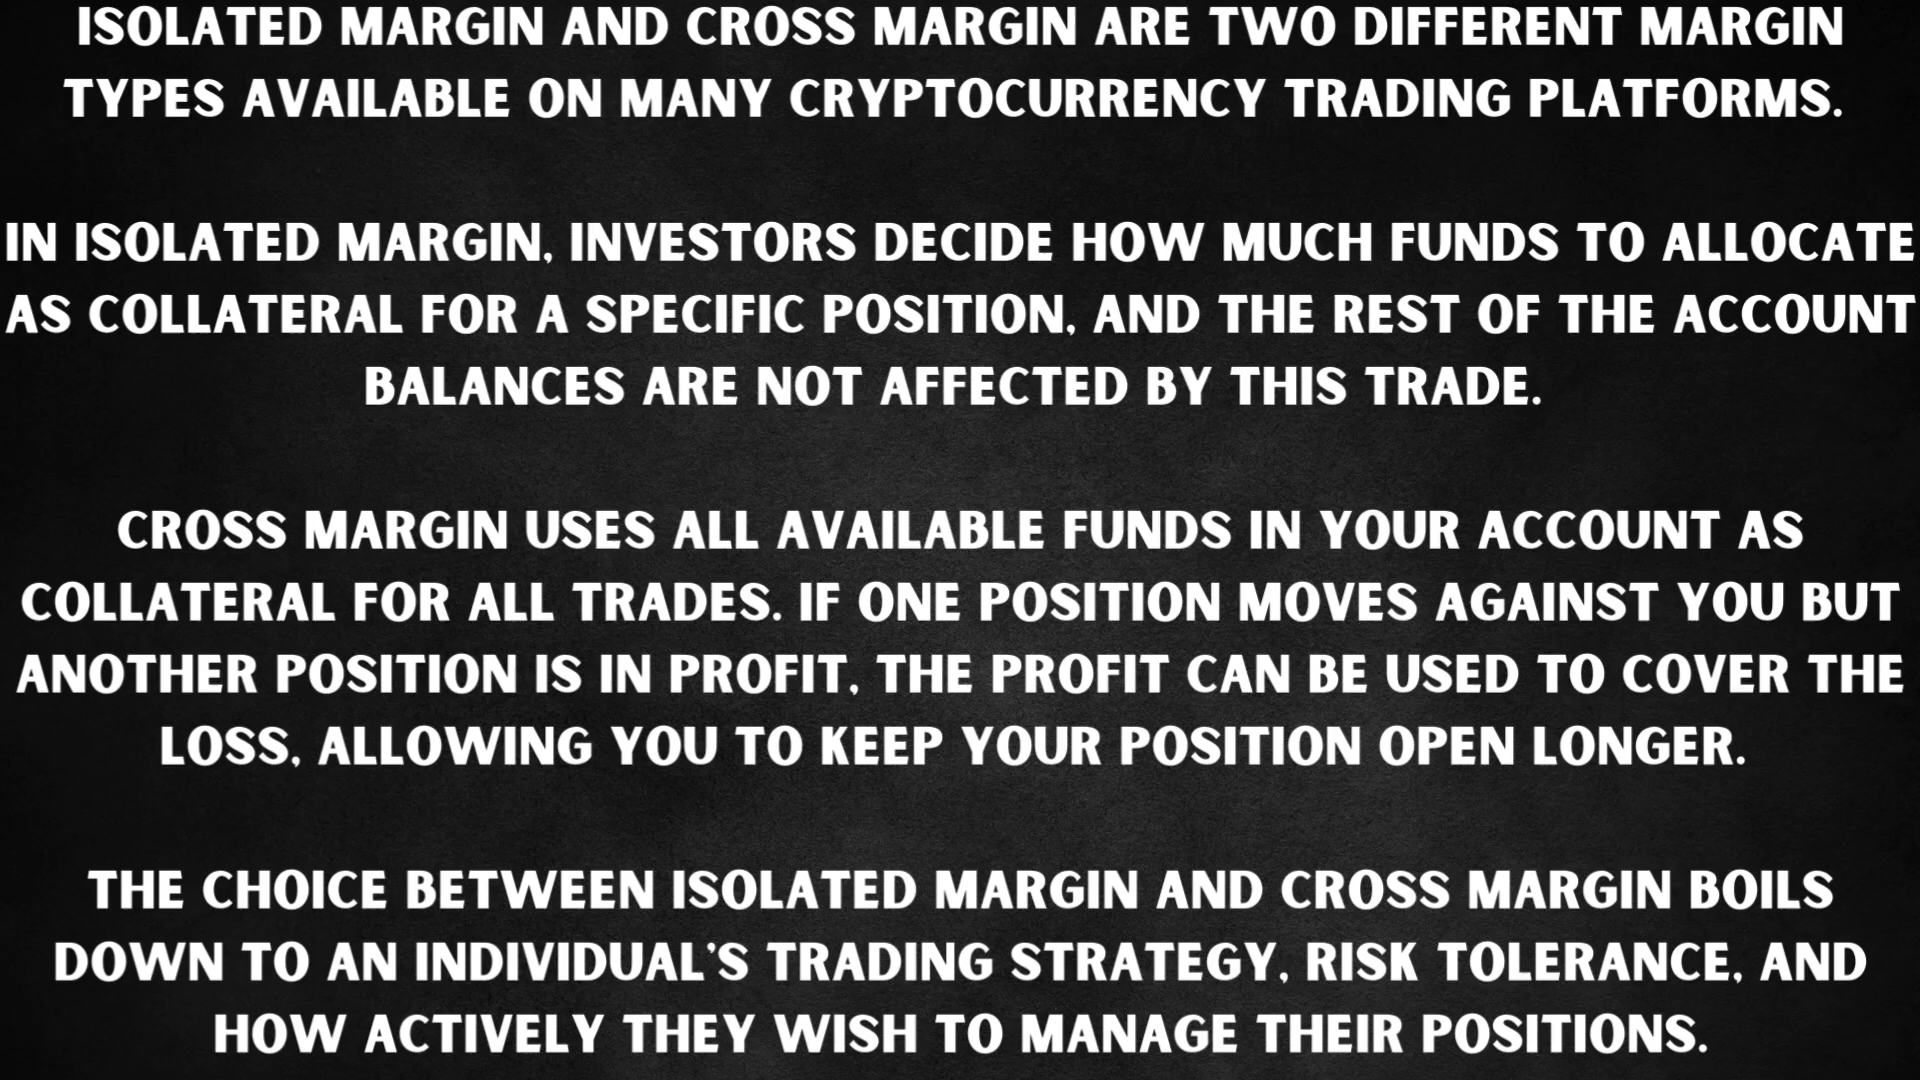 ISOLATED MARGIN AND CROSS MARGIN ARE TWO DIFFERENT MARGIN
TYPES AVAILABLE ON MANY CRYPTOCURRENCY TRADING PLATFORMS.
IN ISOLATED MARGIN, INVESTORS DECIDE HOW MUCH FUNDS TO ALLOCATE
AS COLLATERAL FOR A SPECIFIC POSITION, AND THE REST OF THE ACCOUNT
BALANCES ARE NOT AFFECTED BY THIS TRADE.
CROSS MARGIN USES ALL AVAILABLE FUNDS IN YOUR ACCOUNT AS
COLLATERAL FOR ALL TRADES. IF ONE POSITION MOVES AGAINST YOU BUT
ANOTHER POSITION IS IN PROFIT, THE PROFIT CAN BE USED TO COVER THE
LOSS, ALLOWING YOU TO KEEP YOUR POSITION OPEN LONGER.
THE CHOICE BETWEEN ISOLATED MARGIN AND CROSS MARGIN BOILS
DOWN TO AN INDIVIDUAL'S TRADING STRATEGY, RISK TOLERANCE, AND
HOW ACTIVELY THEY WISH TO MANAGE THEIR POSITIONS.